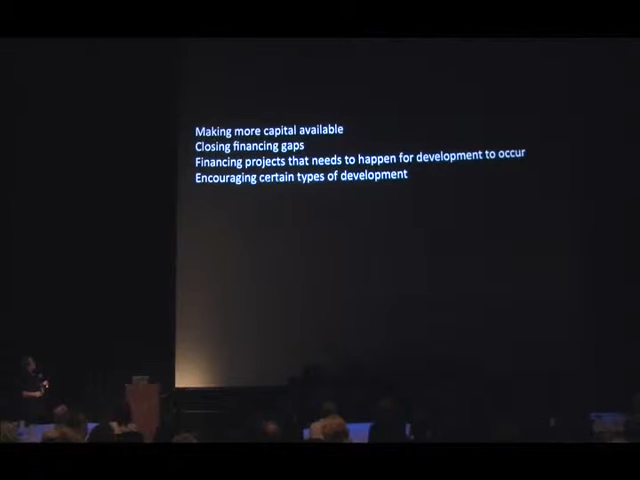 Making more capital available
Closing financing gaps
Financing projects that needs to happen for development to occur
Encouraging certain types of development